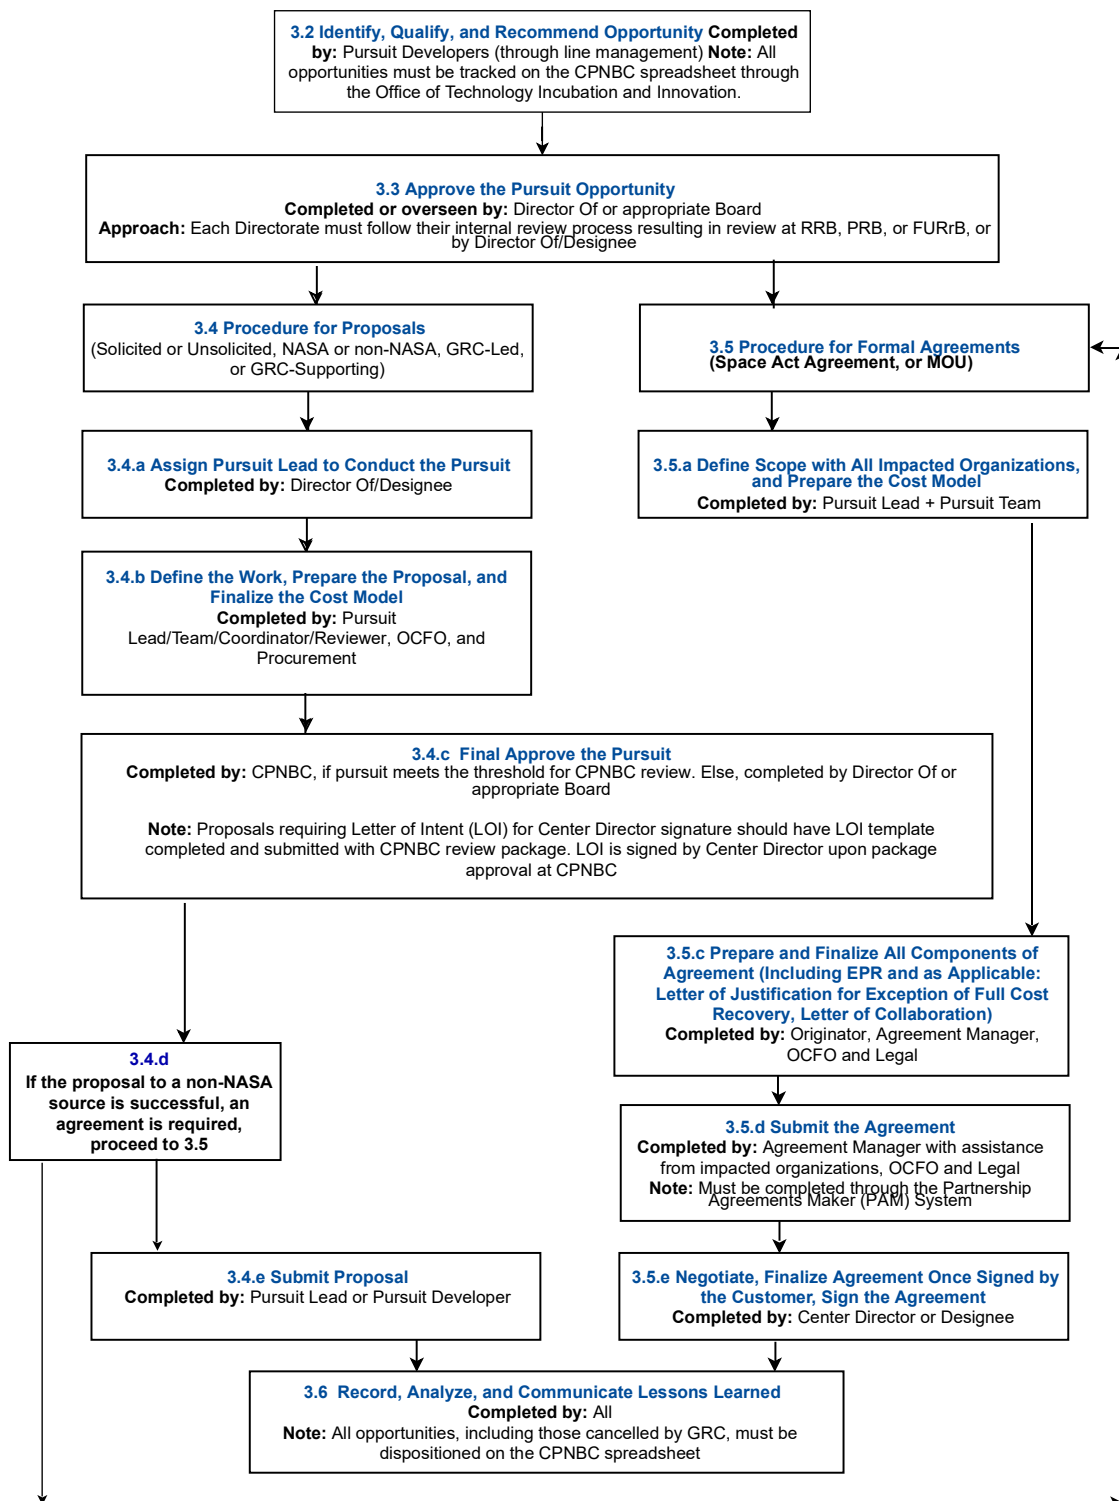 3.2 Identify, Qualify, and Recommend Opportunity Completed
by: Pursuit Developers (through line management) Note: All
opportunities must be tracked on the CPNBC spreadsheet through
the Office of Technology Incubation and Innovation.
3.3 Approve the Pursuit Opportunity
Completed or overseen by: Director Of or appropriate Board
Approach: Each Directorate must follow their internal review process resulting in review at RRB, PRB, or FURrB, or
by Director Of/Designee
3.4 Procedure for Proposals
(Solicited or Unsolicited, NASA or non-NASA, GRC-Led,
or GRC-Supporting)
3.5 Procedure for Formal Agreements
(Space Act Agreement, or MOU)
3.4.a Assign Pursuit Lead to Conduct the Pursuit
Completed by: Director Of/Designee
3.5.a Define Scope with All Impacted Organizations,
and Prepare the Cost Model
Completed by: Pursuit Lead + Pursuit Team
3.4.b Define the Work, Prepare the Proposal, and
Finalize the Cost Model
Completed by: Pursuit
Lead/Team/Coordinator/Reviewer, OCFO, and
Procurement
3.4.c Final Approve the Pursuit
Completed by: CPNBC, if pursuit meets the threshold for CPNBC review. Else, completed by Director Of or
appropriate Board
Note: Proposals requiring Letter of Intent (LOI) for Center Director signature should have LOI template
completed and submitted with CPNBC review package. LOI is signed by Center Director upon package
approval at CPNBC
3.5.c Prepare and Finalize All Components of
Agreement (Including EPR and as Applicable:
Letter of Justification for Exception of Full Cost
Recovery, Letter of Collaboration)
Completed by: Originator, Agreement Manager,
OCFO and Legal
3.4.d
If the proposal to a non-NASA
source is successful, an
agreement is required,
proceed to 3.5
3.5.d Submit the Agreement
Completed by: Agreement Manager with assistance
from impacted organizations, OCFO and Legal
Note: Must be completed through the Partnership
Agreements Maker (PAM) System
3.4.e Submit Proposal
Completed by: Pursuit Lead or Pursuit Developer
3.5.e Negotiate, Finalize Agreement Once Signed by
the Customer, Sign the Agreement
Completed by: Center Director or Designee
3.6 Record, Analyze, and Communicate Lessons Learned
Completed by: All
Note: All opportunities, including those cancelled by GRC, must be
dispositioned on the CPNBC spreadsheet